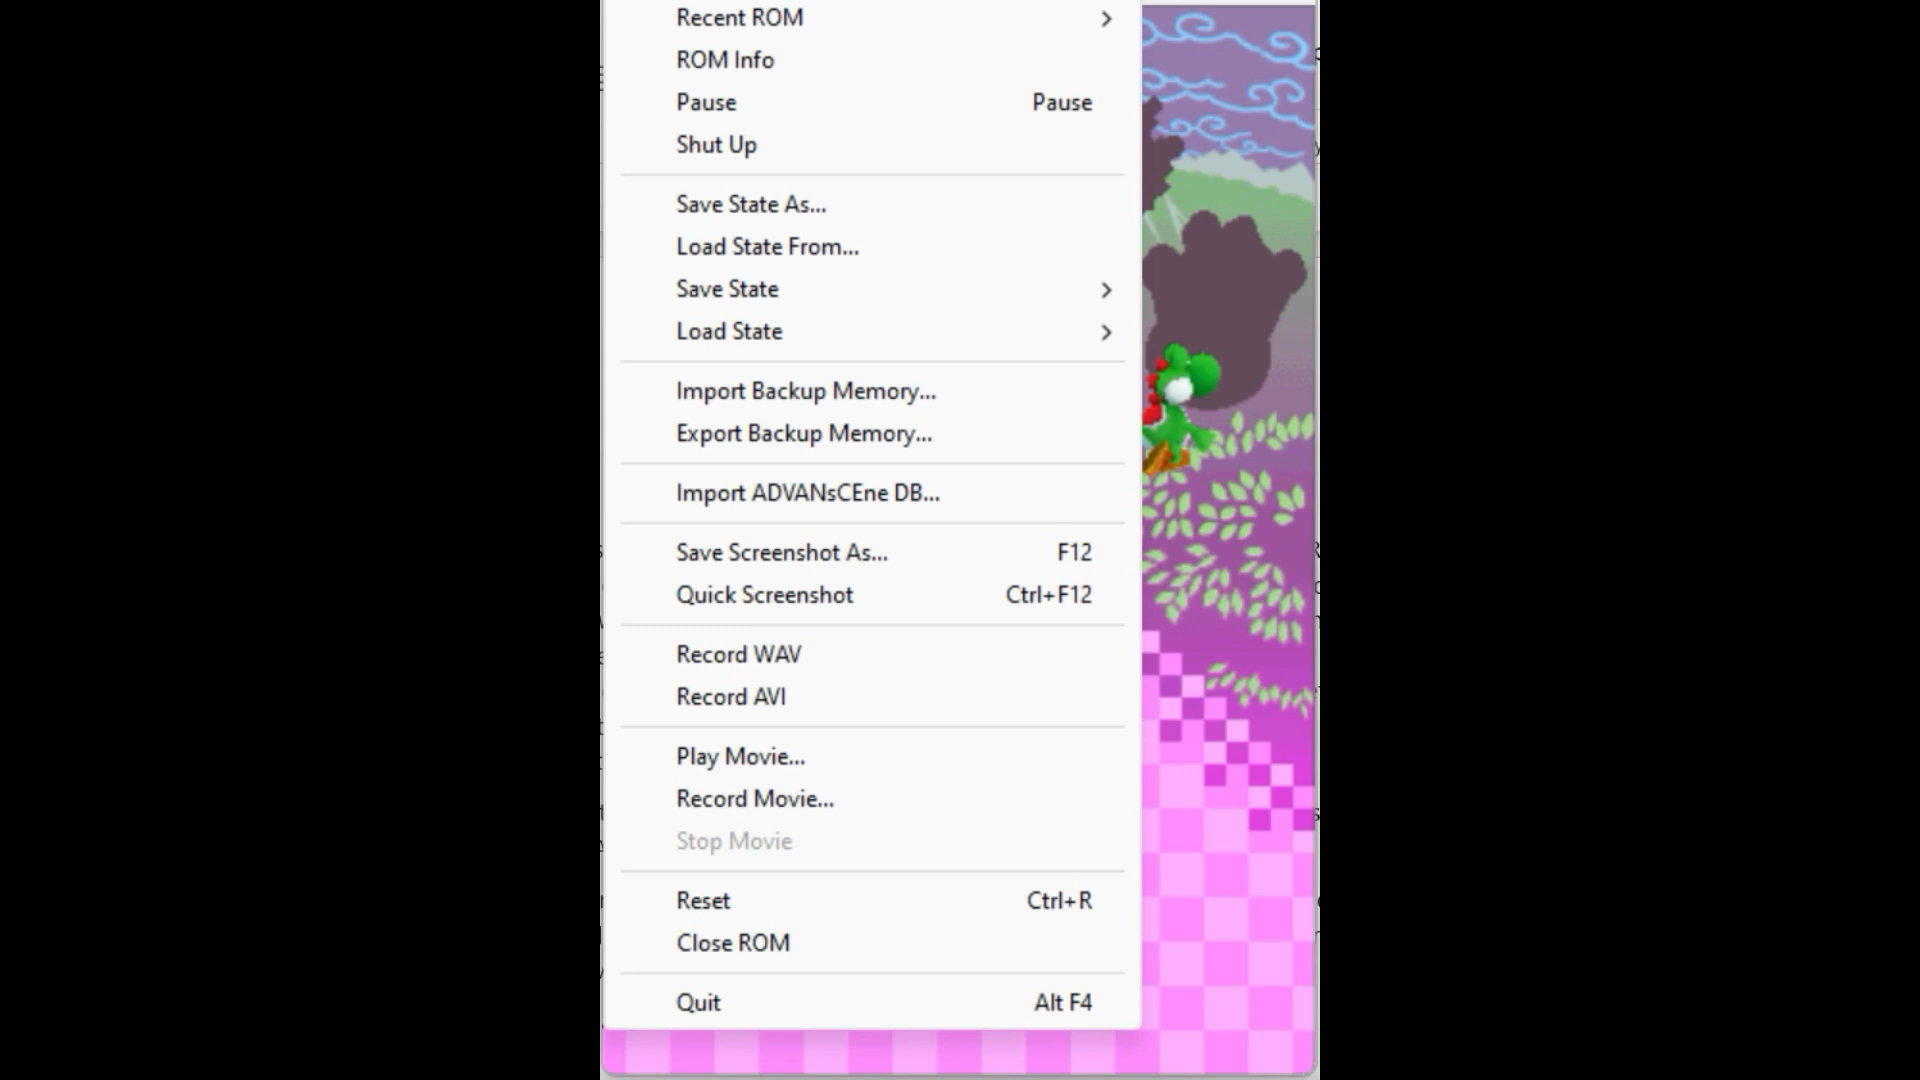 Recent ROM
ROM Info
Pause Pause
Shut Up
Save State As...
Load State From...
Save State
Load State
Import Backup Memory...
Export Backup Memory...
Import ADVANsCEne DB...
Save Screenshot As... F12
Quick Screenshot Ctrl+F12
Record WAV
Record AVI
Play Movie...
Record Movie...
Stop Movie
Reset Ctrl+R
Close ROM
Quit Alt F4